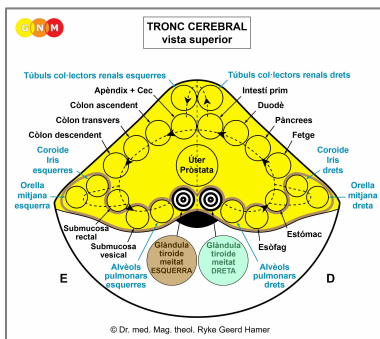 GNM
TRONC CEREBRAL
vista superior
Túbuls col·lectors renals esquerres
Túbuls col·lectors renals drets
Apèndix + Cec
Intestí prim
Còlon ascendent
Duodè
Còlon transvers
Pàncrees
Còlon descendent
Fetge
Coroide
Iris
esquerres
Coroide
Iris
drets
Úter
Pròstata
Orella
mitjana
esquerra
Orella
mitjana
dreta
Submucosa
rectal
Submucosa
vesical
Estómac
Esòfag
Alvèols
pulmonars
esquerres
Glàndula
tiroide
meitat
ESQUERRA
Glàndula
tiroide
meitat
DRETA
Alvèols
pulmonars
drets
E
D
© Dr. med. Mag. theol. Ryke Geerd Hamer